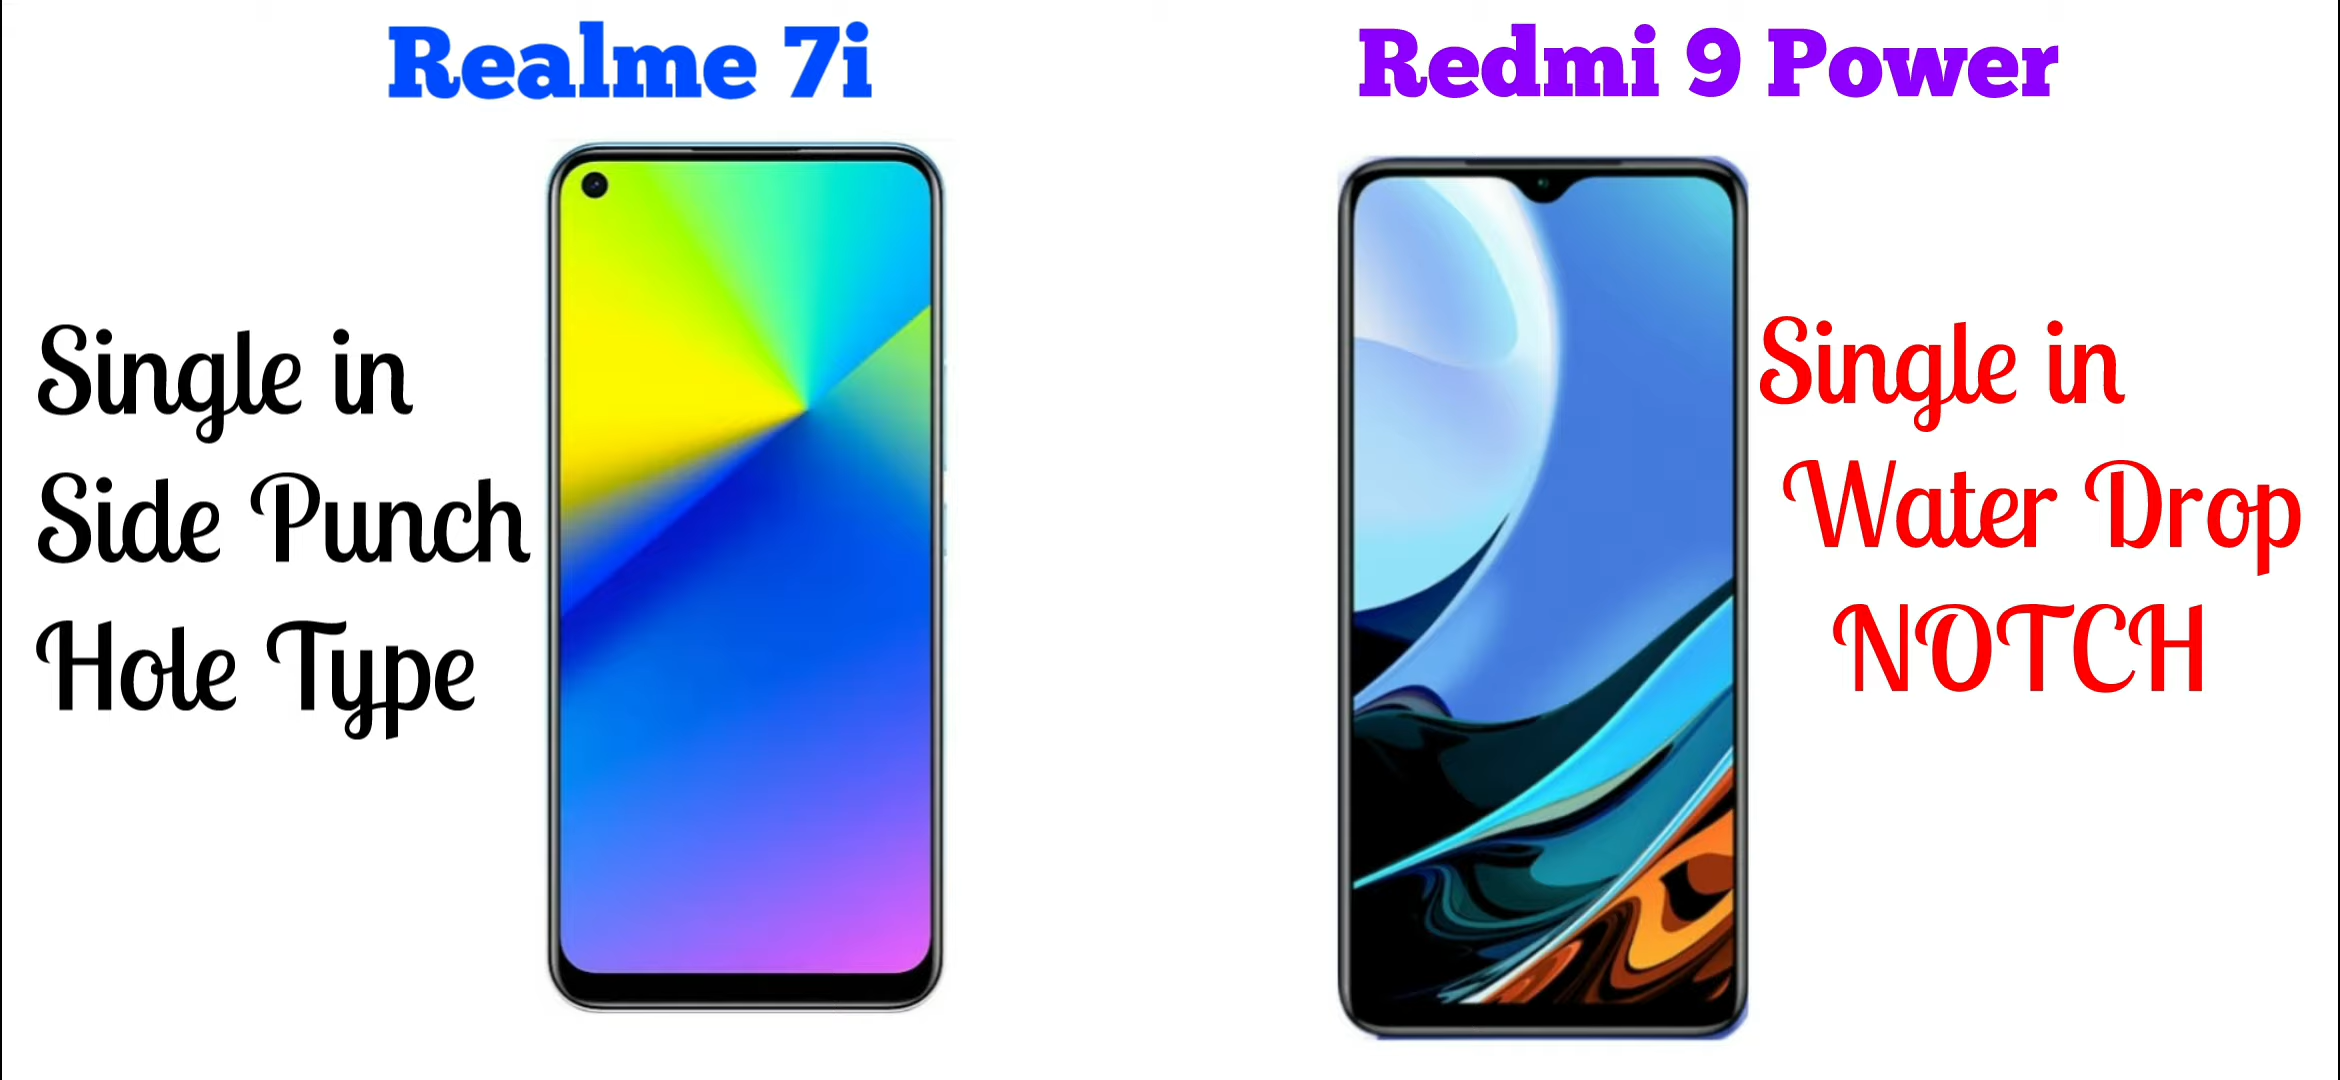 Realme 7i
Redmi 9 Power
Single in
Side Punch
Hole Type
Single in
Water Drop
NOTCH